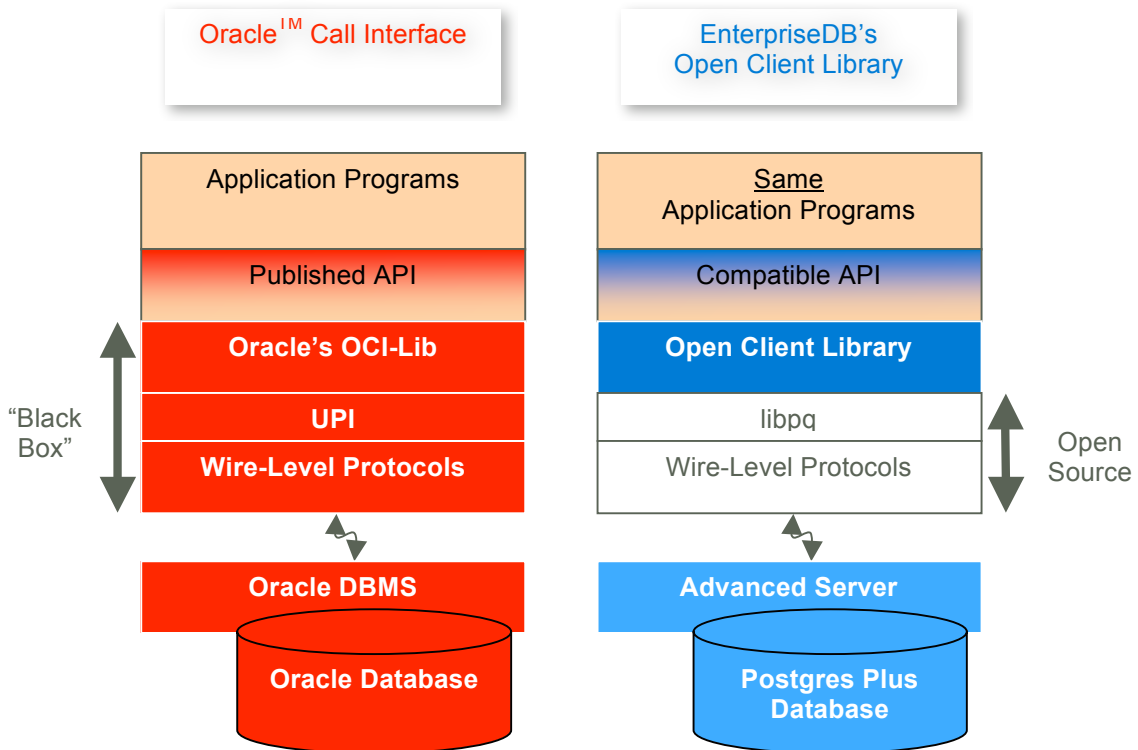 Oracle™ Call Interface
EnterpriseDB's
Open Client Library
Application Programs
Same
Application Programs
Published API
Compatible API
Oracle's OCI-Lib
Open Client Library
"Black
Box"
UPI
libpq
Wire-Level Protocols
Wire-Level Protocols
Open
Source
Oracle DBMS
Advanced Server
Oracle Database
Postgres Plus
Database